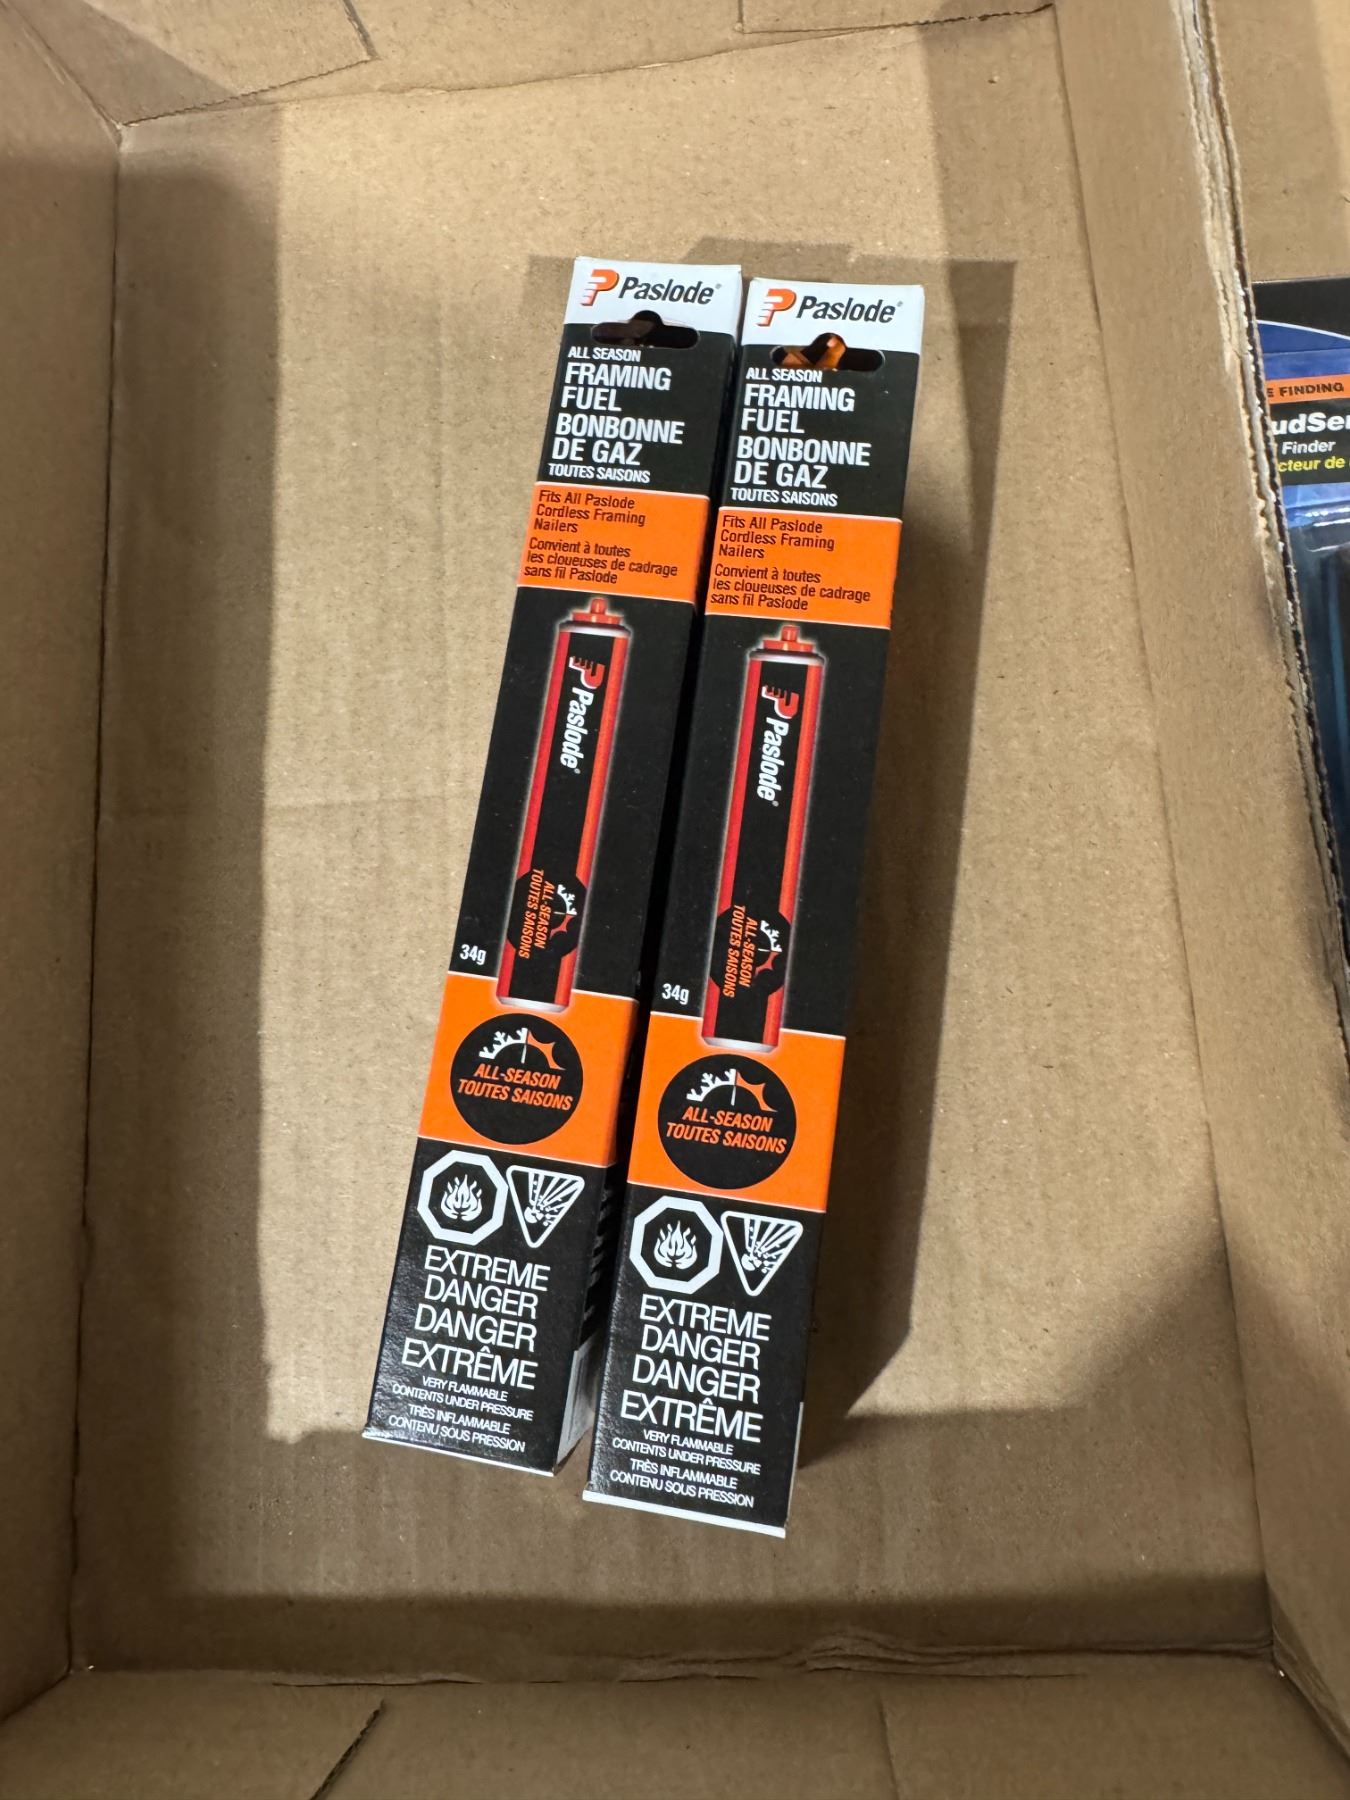 Paslode®
ALL SEASON
FRAMING
FUEL
BONBONNE
DE GAZ
TOUTES SAISONS
Fits All Paslode
Cordless Framing
Nailers
Convient à toutes
les cloueuses de cadrage
sans fil Paslode
Paslode®
ALL-SEASON
TOUTES SAISONS
34g
ALL-SEASON
TOUTES SAISONS
EXTREME
DANGER
DANGER
EXTRÊME
VERY FLAMMABLE
CONTENTS UNDER PRESSURE
TRÈS INFLAMMABLE
CONTENU SOUS PRESSION
Paslode®
ALL SEASON
FRAMING
FUEL
BONBONNE
DE GAZ
TOUTES SAISONS
Fits All Paslode
Cordless Framing
Nailers
Convient à toutes
les cloueuses de cadrage
sans fil Paslode
Paslode®
ALL-SEASON
TOUTES SAISONS
34g
ALL-SEASON
TOUTES SAISONS
EXTREME
DANGER
DANGER
EXTRÊME
VERY FLAMMABLE
CONTENTS UNDER PRESSURE
TRÈS INFLAMMABLE
CONTENU SOUS PRESSION
FINDING
Finder
de